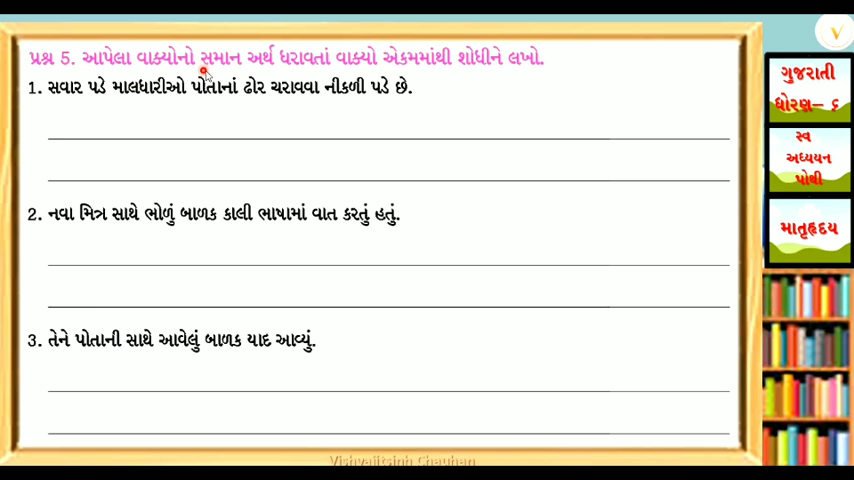 પ્રશ્ન 5. આપેલા વાક્યોનો સમાન અર્થ ધરાવતાં વાક્યો એકમમાંથી શોધીને લખો.
1. સવાર પડે માલધારીઓ પોતાનાં ઢોર ચરાવવા નીકળી પડે છે.
2. નવા મિત્ર સાથે ભોળું બાળક કાલી ભાષામાં વાત કરતું હતું.
3. તેને પોતાની સાથે આવેલું બાળક યાદ આવ્યું.
V
ગુજરાતી
ધોરણ– ૬
સ્વ
અધ્યયન
પોથી
માતૃહૃદય
Vishvajitsinh Chauhan